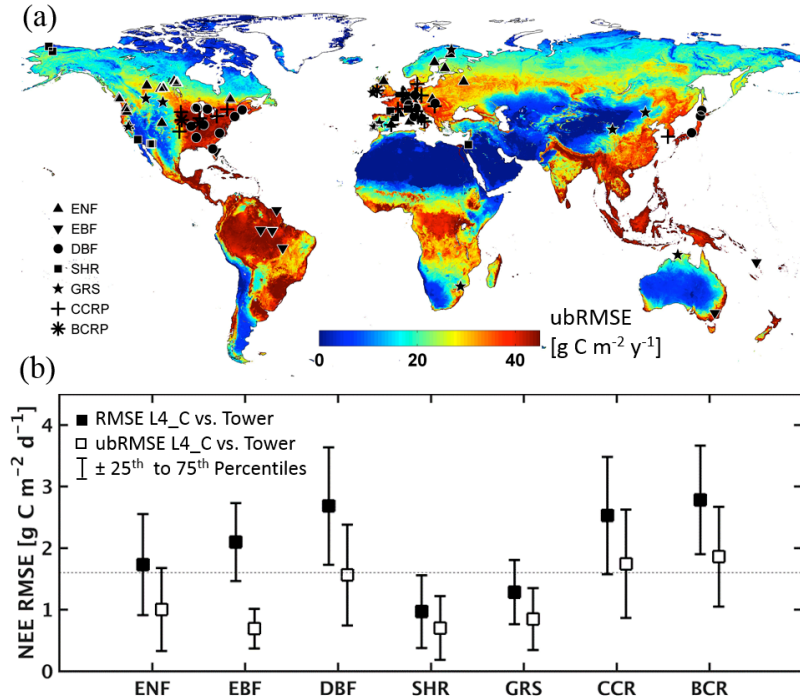 (a)
ENF
EBF
DBF
SHR
GRS
CCRP
BCRP
ubRMSE
[g C m⁻² y⁻¹]
-0 20 40
(b)
NEE RMSE [g C m⁻² d⁻¹]
4
3
2
1
0
RMSE L4_C vs. Tower
ubRMSE L4_C vs. Tower
± 25th to 75th Percentiles
ENF EBF DBF SHR GRS CCR BCR